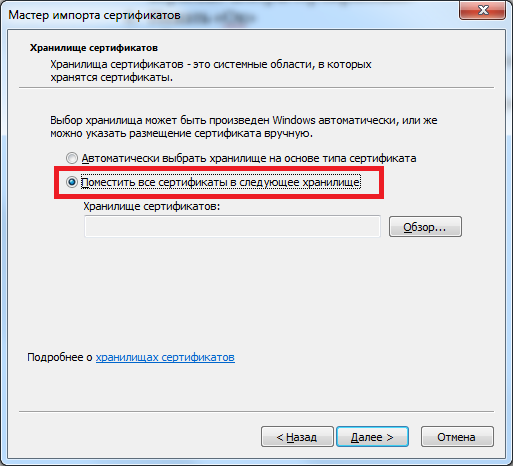 Мастер импорта сертификатов
Хранилище сертификатов
Хранилища сертификатов - это системные области, в которых
хранятся сертификаты.
Выбор хранилища может быть произведен Windows автоматически, или же
можно указать размещение сертификата вручную.
Автоматически выбрать хранилище на основе типа сертификата
Поместить все сертификаты в следующее хранилище
Хранилище сертификатов:
Обзор...
Подробнее о хранилищах сертификатов
< Назад
Далее >
Отмена